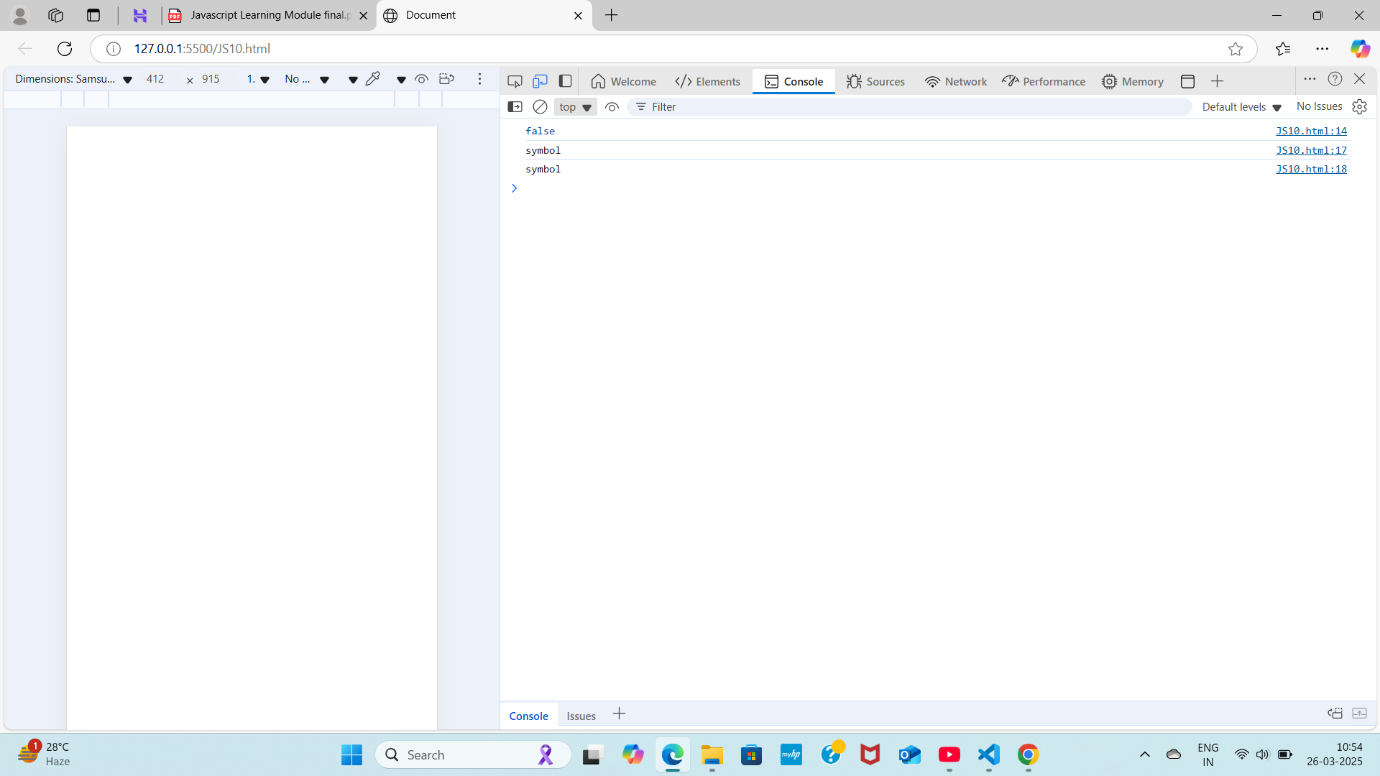 Javascript Learning Module final.p
Document
127.0.0.1:5500/JS10.html
Dimensions: Samsu...
412
×
915
1.
No ...
Welcome
Elements
Console
Sources
Network
Performance
Memory
top
Filter
Default levels
No Issues
false
JS10.html:14
symbol
JS10.html:17
symbol
JS10.html:18
Console
Issues
1
28°C
Haze
Search
myhp
ENG
IN
10:54
26-03-2025